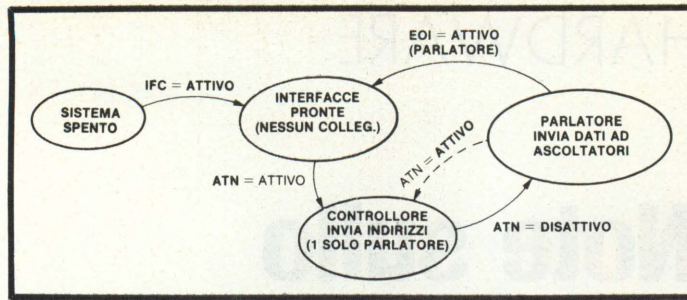 EOI = ATTIVO
(PARLATORE)
IFC = ATTIVO
SISTEMA
SPENTO
INTERFACCE
PRONTE
(NESSUN COLLEG.)
PARLATORE
INVIA DATI AD
ASCOLTATORI
ATN = ATTIVO
ATN = ATTIVO
CONTROLLORE
INVIA INDIRIZZI
(1 SOLO PARLATORE)
ATN = DISATTIVO